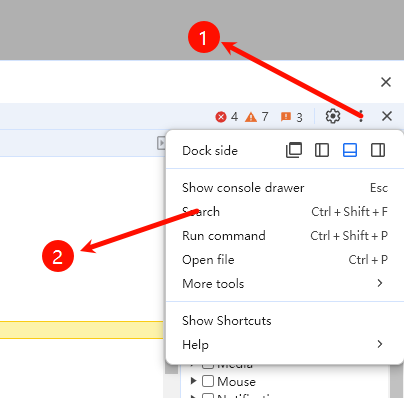 1
4 7 3
Dock side
Show console drawer Esc
Search Ctrl + Shift + F
Run command Ctrl + Shift + P
2
Open file Ctrl + P
More tools
Show Shortcuts
Help
Media
Mouse